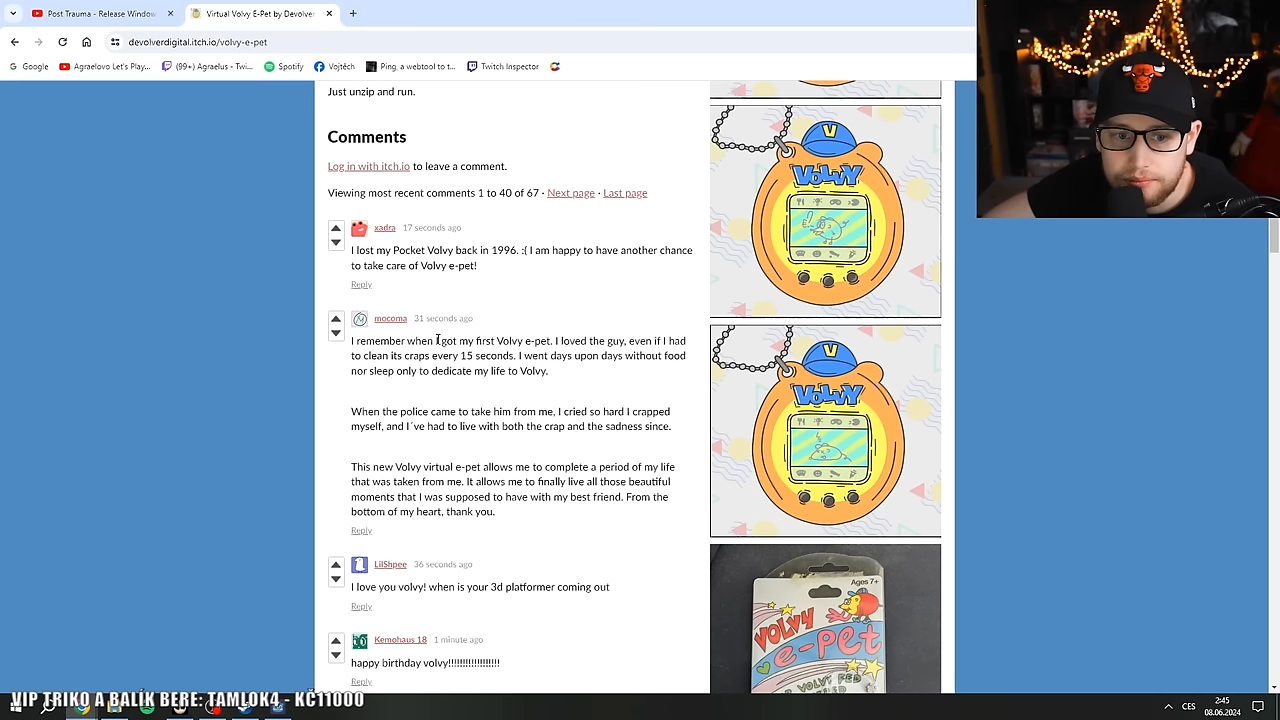 Post Trauma - Release Window
Virtual Volvy E-Pet by Devolver
devolverdigital.itch.io/volvy-e-pet
Google
Agraelovo Let's Play...
(99+) Agraelus - Twi...
Spotify
Vojtěch
Ping, a webtool to...
Twitch Inspector
Just unzip and run.
Comments
Log in with itch.io to leave a comment.
Viewing most recent comments 1 to 40 of 67 · Next page · Last page
xadra 17 seconds ago
I lost my Pocket Volvy back in 1996. :( I am happy to have another chance
to take care of Volvy e-pet!
Reply
mocoma 31 seconds ago
I remember when I got my first Volvy e-pet. I loved the guy, even if I had
to clean its craps every 15 seconds. I went days upon days without food
nor sleep only to dedicate my life to Volvy.
When the police came to take him from me, I cried so hard I crapped
myself, and I´ve had to live with both the crap and the sadness since.
This new Volvy virtual e-pet allows me to complete a period of my life
that was taken from me. It allows me to finally live all those beautiful
moments that I was supposed to have with my best friend. From the
bottom of my heart, thank you.
Reply
LilShpee 36 seconds ago
I love you volvy! when is your 3d platformer coming out
Reply
Kemohaus 18 1 minute ago
happy birthday volvy!!!!!!!!!!!!!!!!!!
Reply
V
VOLVY
V
VOLVY
Ages 7+
VOLVY
e-pet
VOLVY FED
VIP TRIKO A BALÍK BERE: TAMLOK4 - KČ11000
CES
2:45
08.06.2024